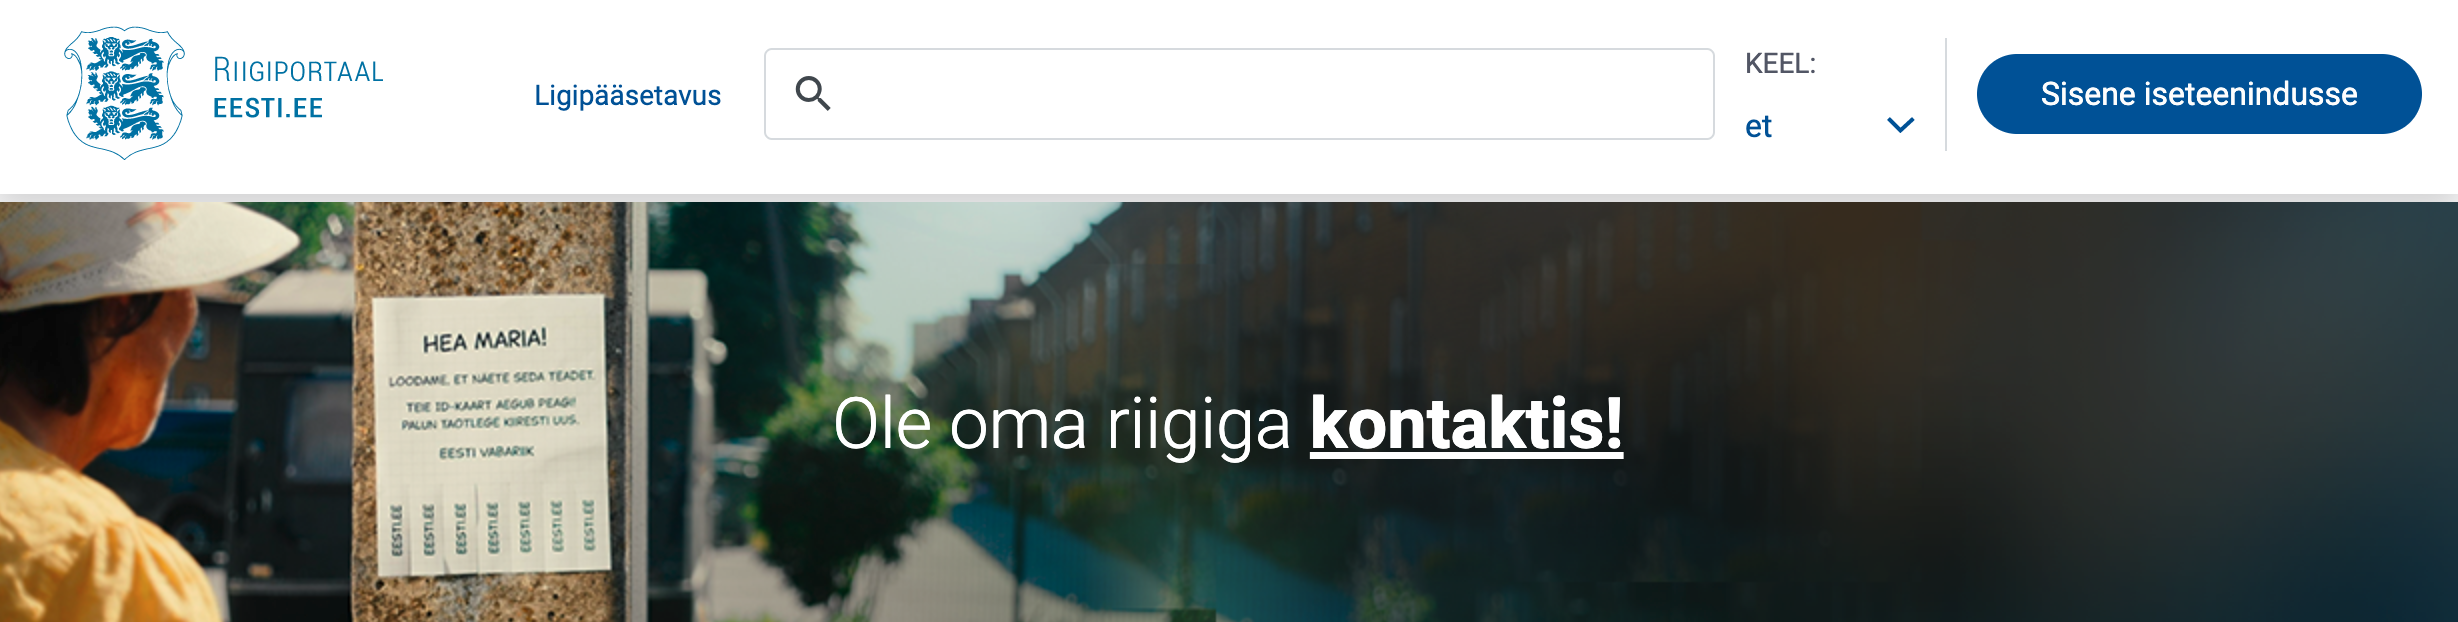 RIIGIPORTAAL
EESTI.EE
Ligipääsetavus
KEEL:
et
Sisene iseteenindusse
HEA MARIA!
LOODAME, ET NÄETE SEDA TEADET.
TEIE ID-KAART AEGUB PEAGI!
PALUN TAOTLEGE KIIRESTI UUS.
EESTI VABARIIK
EESTI.EE
EESTI.EE
EESTI.EE
EESTI.EE
EESTI.EE
EESTI.EE
EESTI.EE
Ole oma riigiga kontaktis!